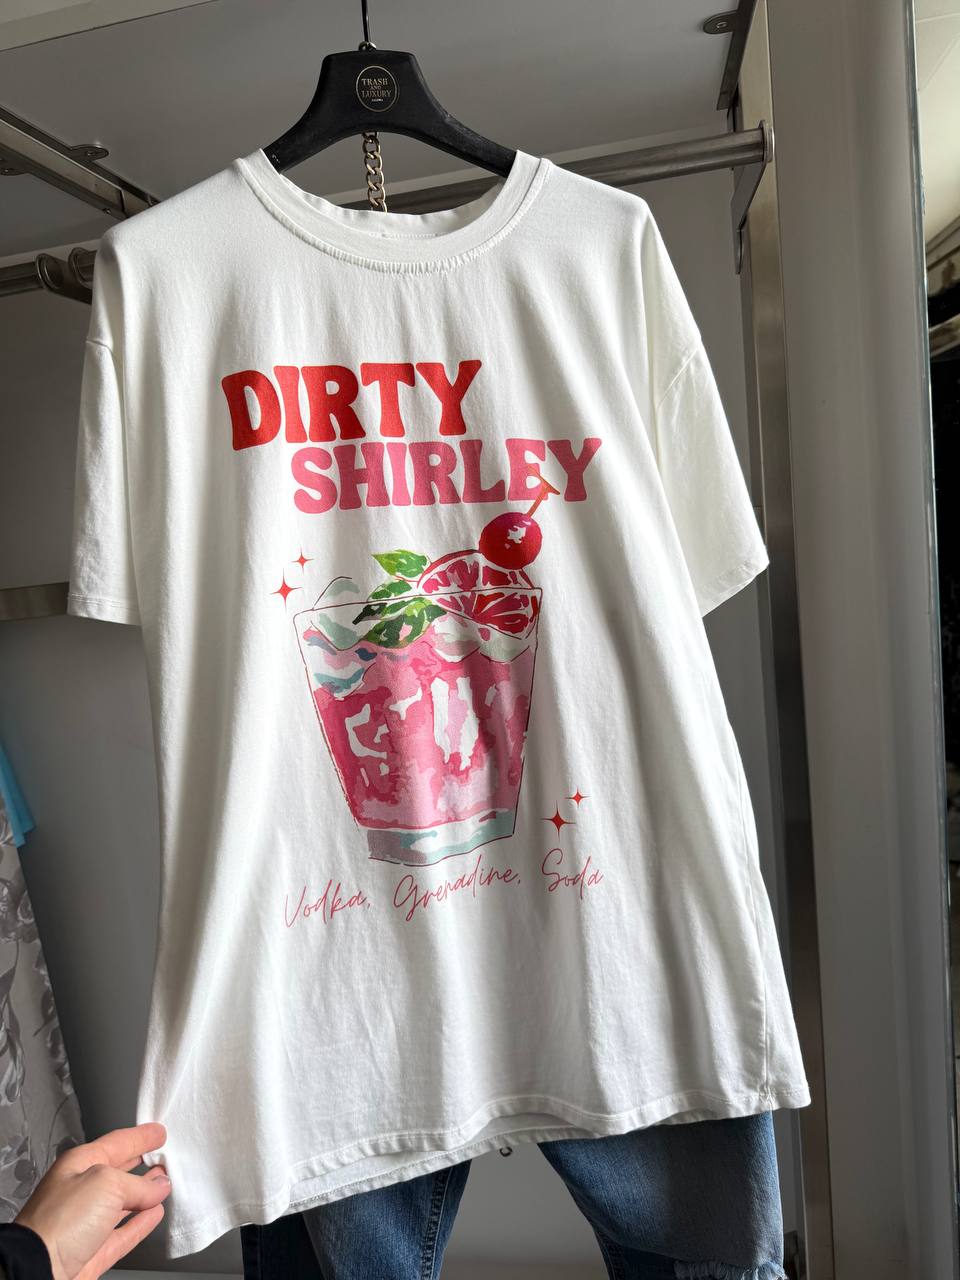 TRASH
AND
LUXURY
DIRTY
SHIRLEY
Vodka, Grenadine, Soda